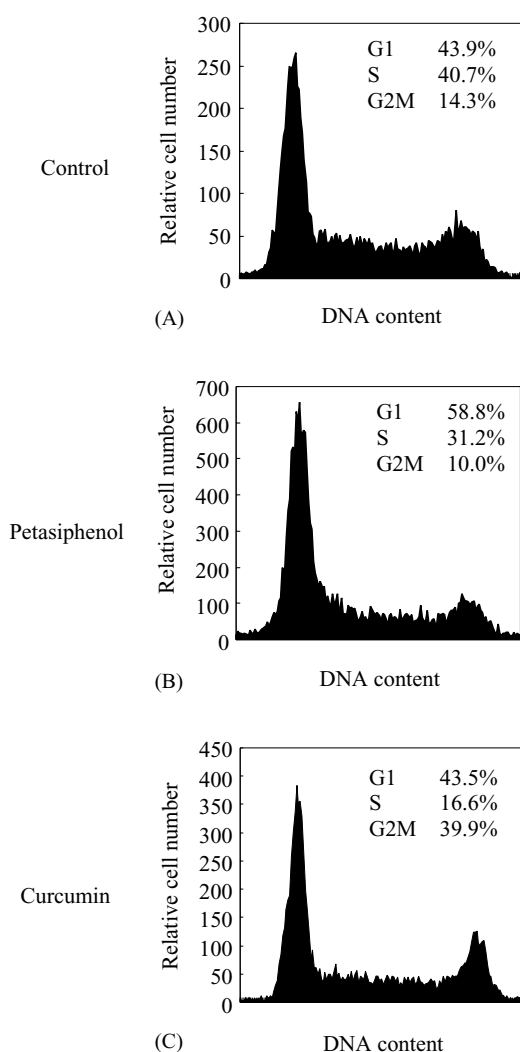 Control
Relative cell number
300
250
200
150
100
50
0
G1 43.9%
S 40.7%
G2M 14.3%
(A)
DNA content
Petasiphenol
Relative cell number
700
600
500
400
300
200
100
0
G1 58.8%
S 31.2%
G2M 10.0%
(B)
DNA content
Curcumin
Relative cell number
450
400
350
300
250
200
150
100
50
0
G1 43.5%
S 16.6%
G2M 39.9%
(C)
DNA content